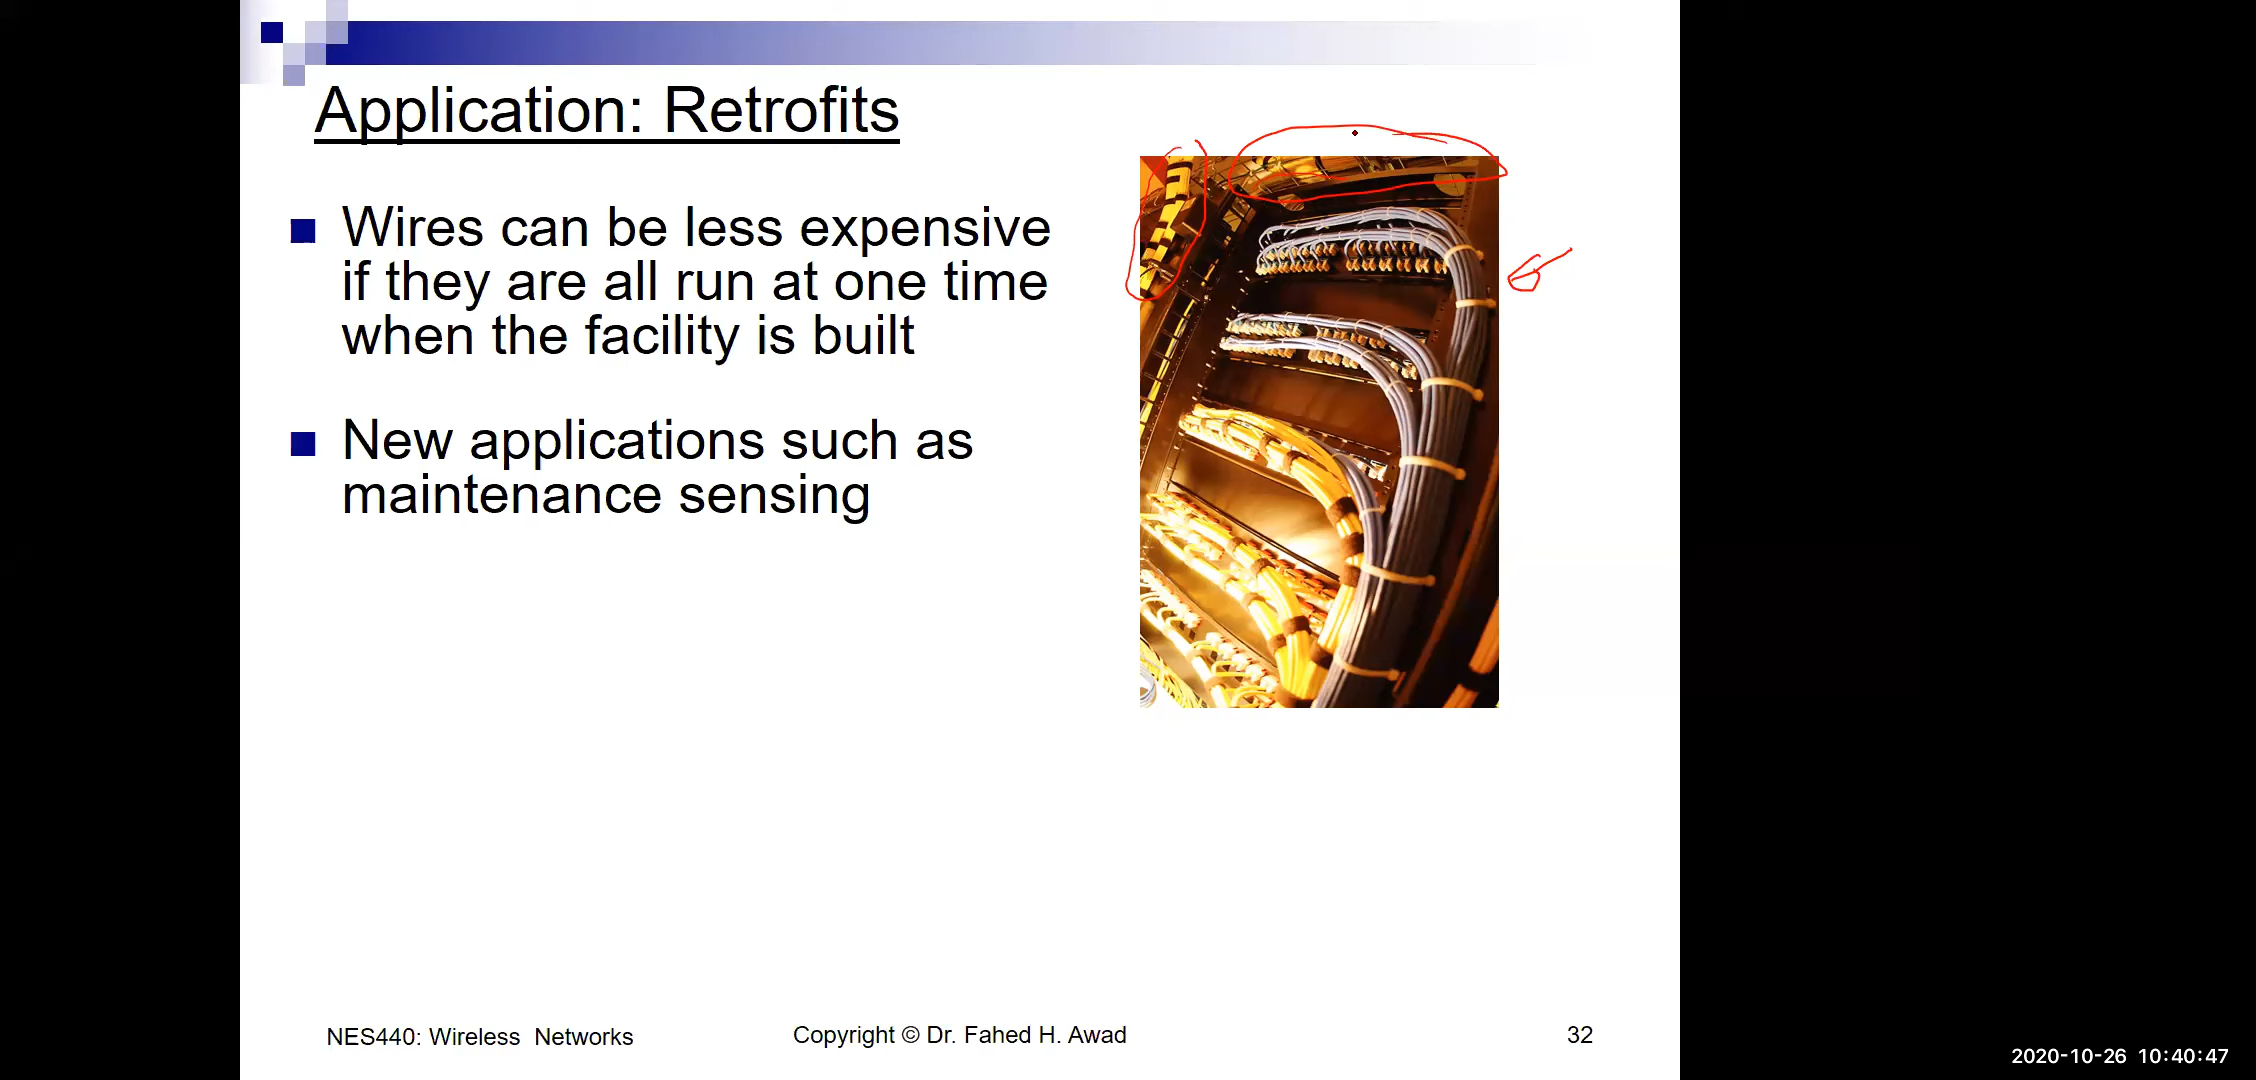 Application: Retrofits
Wires can be less expensive
if they are all run at one time
when the facility is built
New applications such as
maintenance sensing
NES440: Wireless Networks
Copyright © Dr. Fahed H. Awad
32
2020-10-26 10:40:47